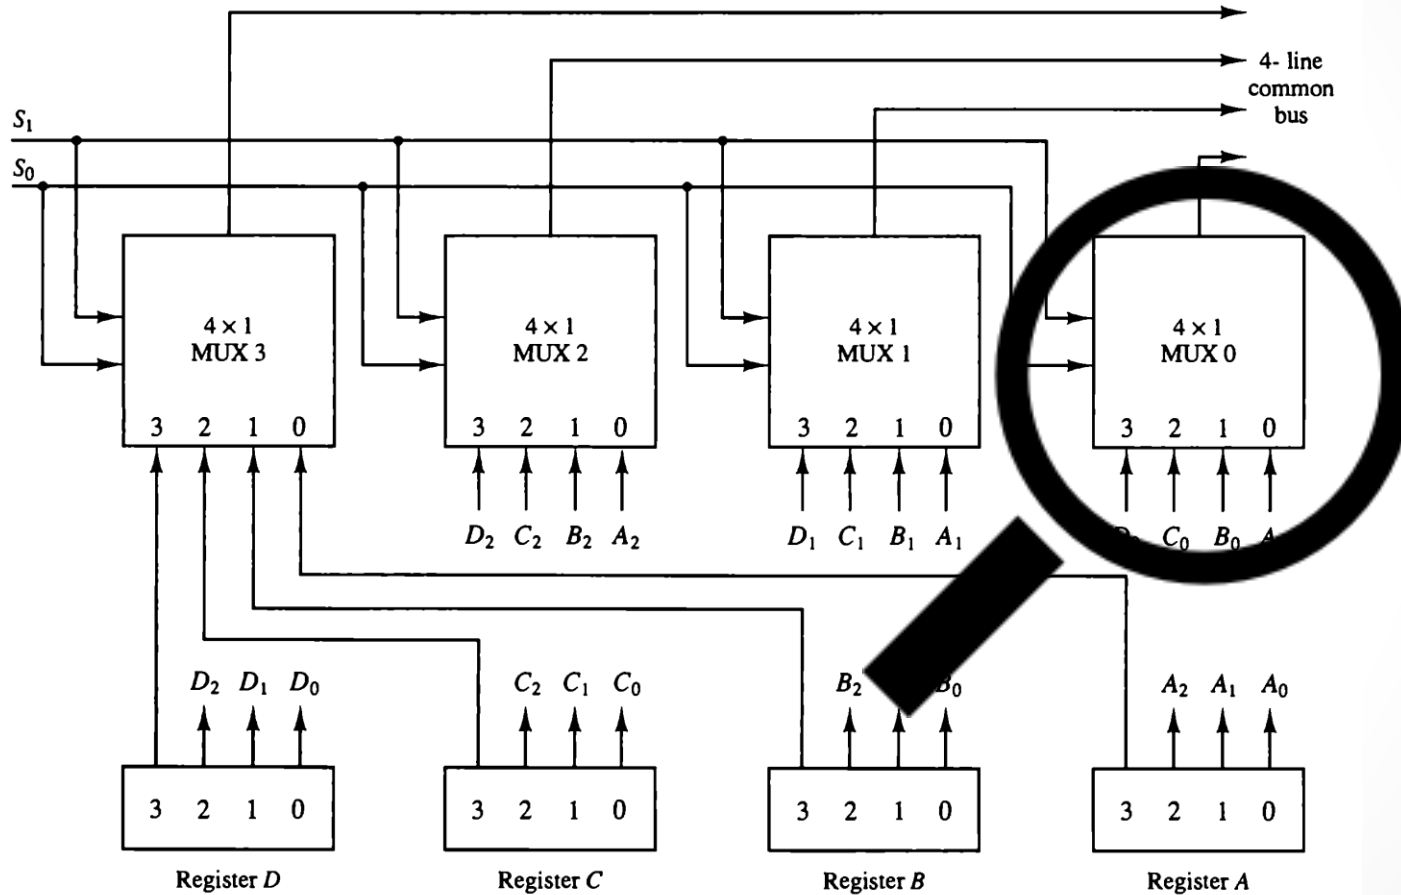 4- line
common
bus
S₁
S₀
4 × 1
MUX 3
3 2 1 0
4 × 1
MUX 2
3 2 1 0
4 × 1
MUX 1
3 2 1 0
4 × 1
MUX 0
3 2 1 0
D₂ C₂ B₂ A₂
D₁ C₁ B₁ A₁
C₀ B₀
D₂ D₁ D₀
C₂ C₁ C₀
B₂ B₀
A₂ A₁ A₀
3 2 1 0
3 2 1 0
3 2 1 0
3 2 1 0
Register D
Register C
Register B
Register A